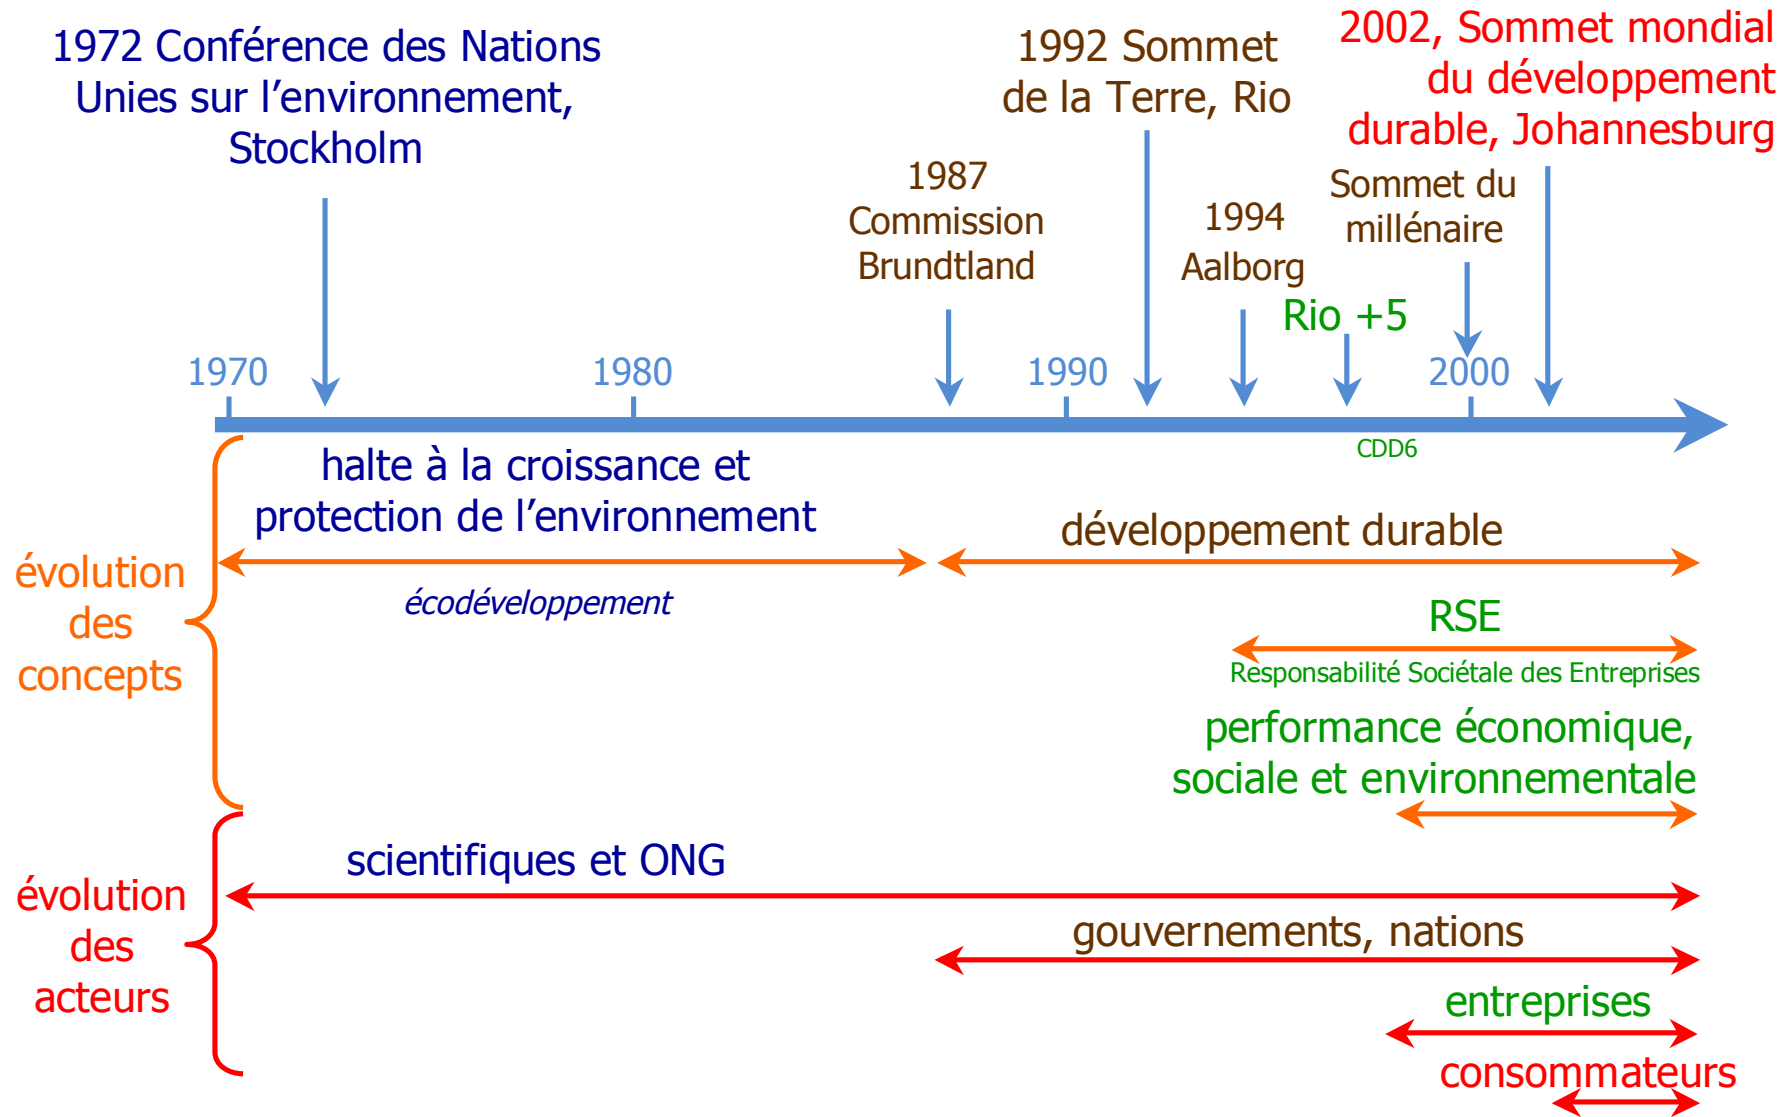 1972 Conférence des Nations
Unies sur l’environnement,
Stockholm
1987
Commission
Brundtland
1992 Sommet
de la Terre, Rio
1994
Aalborg
Rio +5
Sommet du
millénaire
2002, Sommet mondial
du développement
durable, Johannesburg
1970
1980
1990
2000
CDD6
évolution
des
concepts
halte à la croissance et
protection de l’environnement
écodéveloppement
développement durable
RSE
Responsabilité Sociétale des Entreprises
performance économique,
sociale et environnementale
évolution
des
acteurs
scientifiques et ONG
gouvernements, nations
entreprises
consommateurs